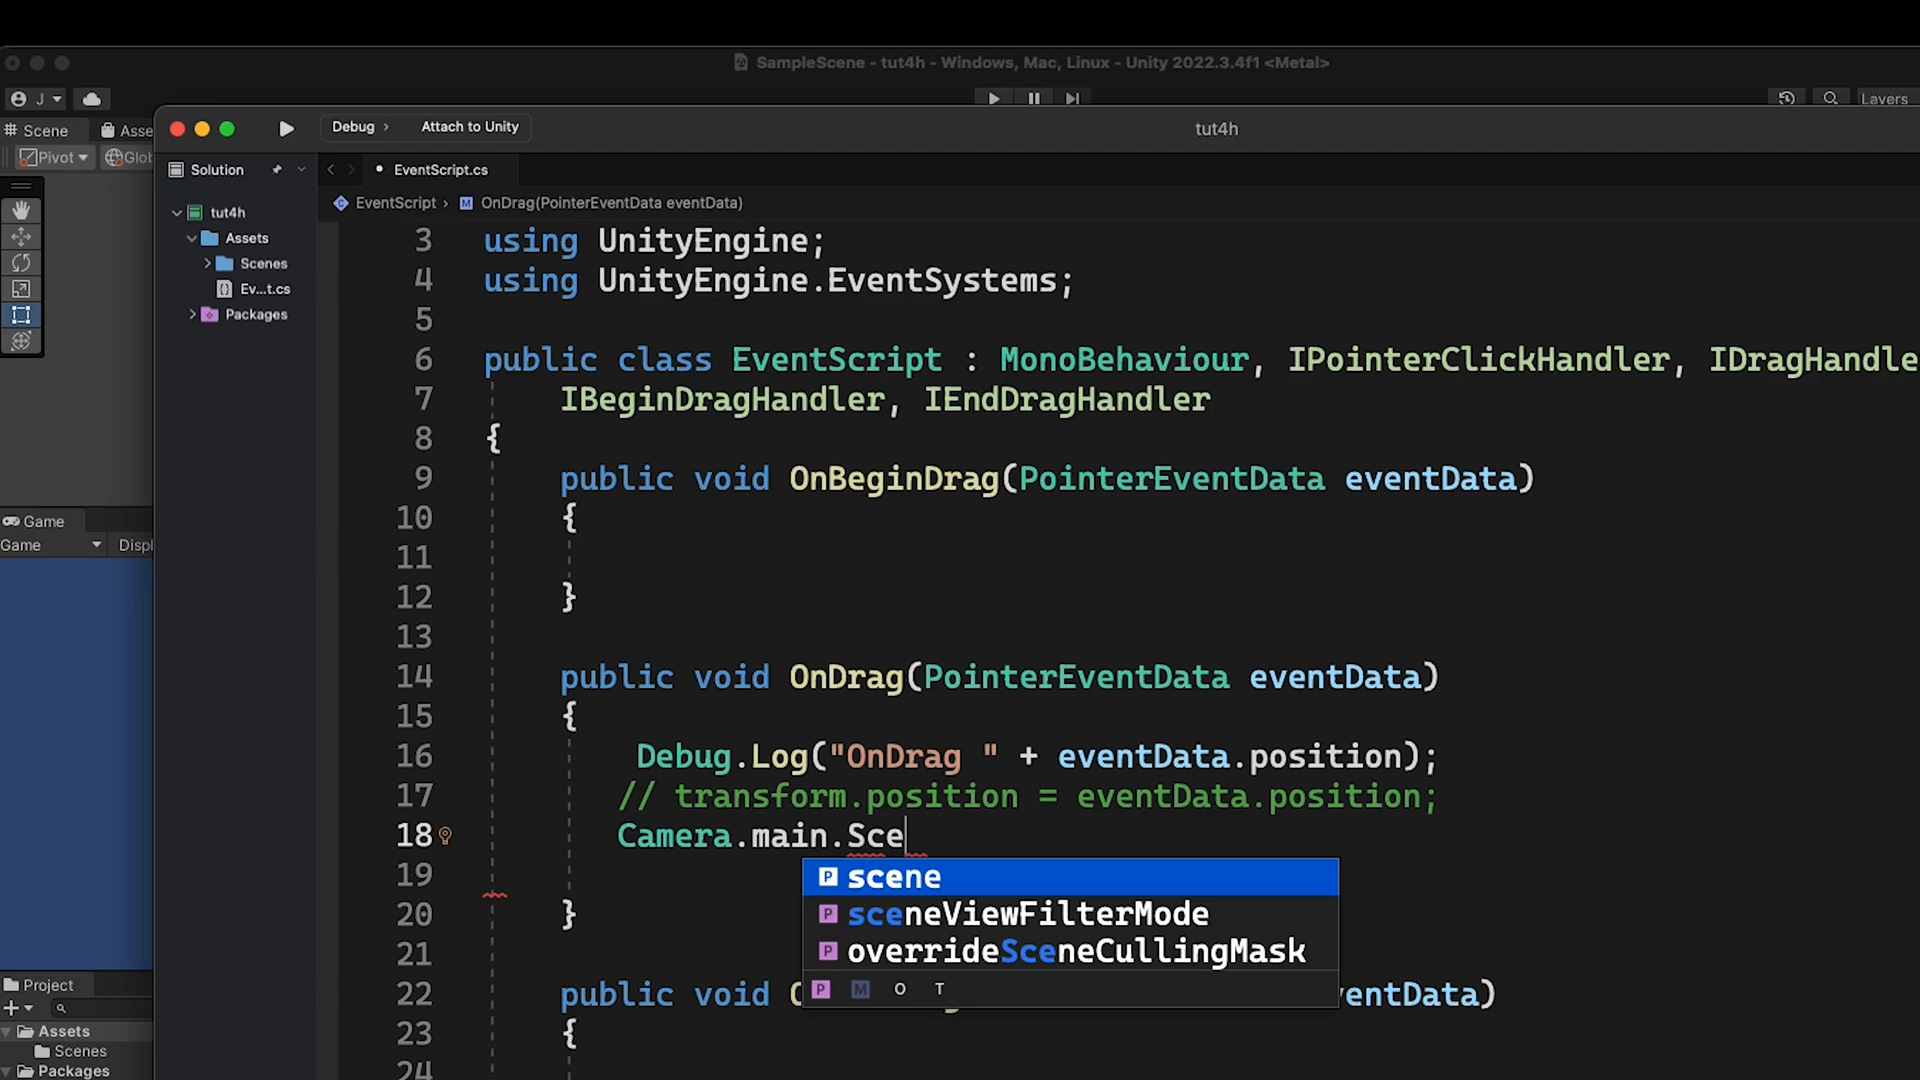 SampleScene - tut4h - Windows, Mac, Linux - Unity 2022.3.4f1 <Metal>
J
Layers
Scene
Asse
Pivot
Glob
Debug › Attach to Unity
tut4h
Solution
EventScript.cs
EventScript › M OnDrag(PointerEventData eventData)
tut4h
Assets
Scenes
Ev...t.cs
Packages
Game
Game
Displ
Project
Assets
Scenes
Packages
3 using UnityEngine;
4 using UnityEngine.EventSystems;
5
6 public class EventScript : MonoBehaviour, IPointerClickHandler, IDragHandle
7 IBeginDragHandler, IEndDragHandler
8 {
9 public void OnBeginDrag(PointerEventData eventData)
10 {
11
12 }
13
14 public void OnDrag(PointerEventData eventData)
15 {
16 Debug.Log("OnDrag " + eventData.position);
17 // transform.position = eventData.position;
18 Camera.main.Sce
19
20 }
21
22 public void entData)
23 {
24
P scene
P sceneViewFilterMode
P overrideSceneCullingMask
P M O T